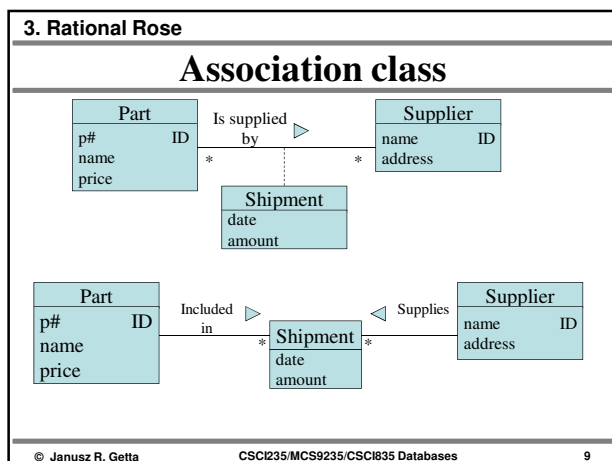 3. Rational Rose
Association class
Part
p# ID
name
price
Is supplied
by
*
*
Supplier
name ID
address
Shipment
date
amount
Part
p# ID
name
price
Included
in
*
Shipment
date
amount
Supplies
*
Supplier
name ID
address
© Janusz R. Getta CSCI235/MCS9235/CSCI835 Databases 9